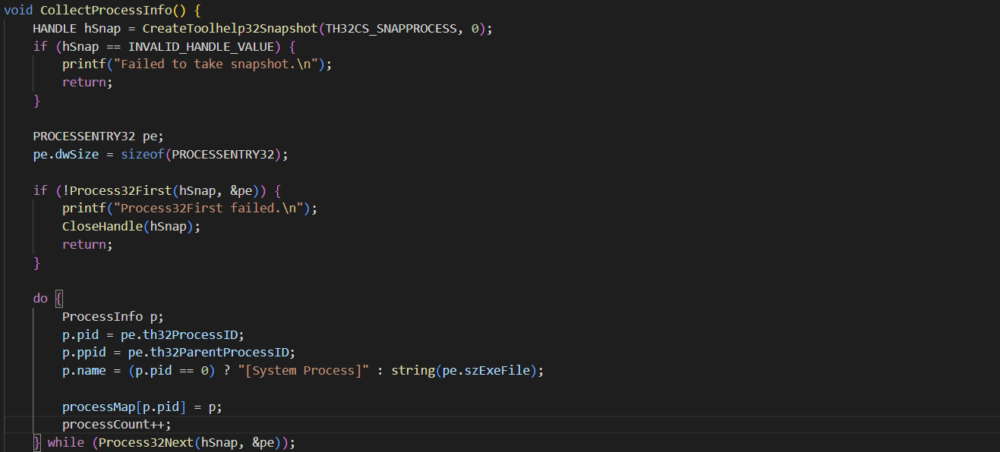 void CollectProcessInfo() {
    HANDLE hSnap = CreateToolhelp32Snapshot(TH32CS_SNAPPROCESS, 0);
    if (hSnap == INVALID_HANDLE_VALUE) {
        printf("Failed to take snapshot.\n");
        return;
    }

    PROCESSENTRY32 pe;
    pe.dwSize = sizeof(PROCESSENTRY32);

    if (!Process32First(hSnap, &pe)) {
        printf("Process32First failed.\n");
        CloseHandle(hSnap);
        return;
    }

    do {
        ProcessInfo p;
        p.pid = pe.th32ProcessID;
        p.ppid = pe.th32ParentProcessID;
        p.name = (p.pid == 0) ? "[System Process]" : string(pe.szExeFile);

        processMap[p.pid] = p;
        processCount++;
    } while (Process32Next(hSnap, &pe));